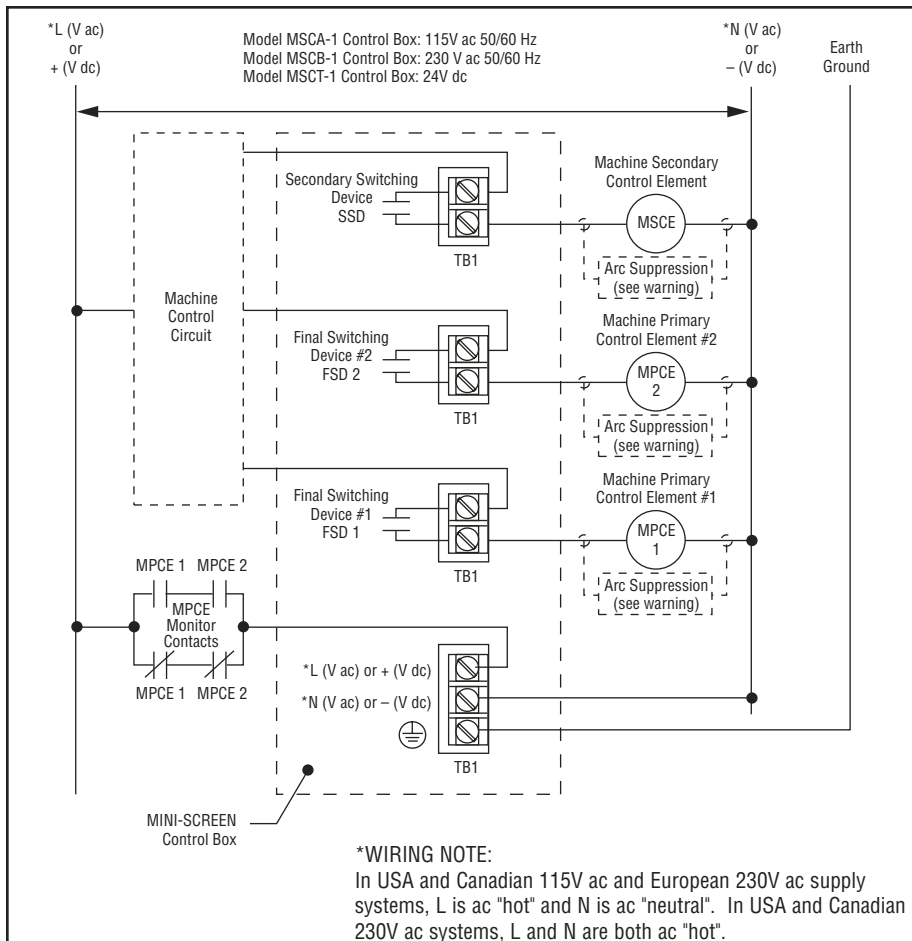 *L (V ac)
or
+ (V dc)
Model MSCA-1 Control Box: 115V ac 50/60 Hz
Model MSCB-1 Control Box: 230 V ac 50/60 Hz
Model MSCT-1 Control Box: 24V dc
*N (V ac)
or
– (V dc)
Earth
Ground
Machine
Control
Circuit
Secondary Switching
Device
SSD
TB1
Machine Secondary
Control Element
MSCE
Arc Suppression
(see warning)
Final Switching
Device #2
FSD 2
TB1
Machine Primary
Control Element #2
MPCE
2
Arc Suppression
(see warning)
Final Switching
Device #1
FSD 1
TB1
Machine Primary
Control Element #1
MPCE
1
Arc Suppression
(see warning)
MPCE 1 MPCE 2
MPCE
Monitor
Contacts
MPCE 1 MPCE 2
*L (V ac) or + (V dc)
*N (V ac) or – (V dc)
TB1
MINI-SCREEN
Control Box
*WIRING NOTE:
In USA and Canadian 115V ac and European 230V ac supply
systems, L is ac "hot" and N is ac "neutral". In USA and Canadian
230V ac systems, L and N are both ac "hot".